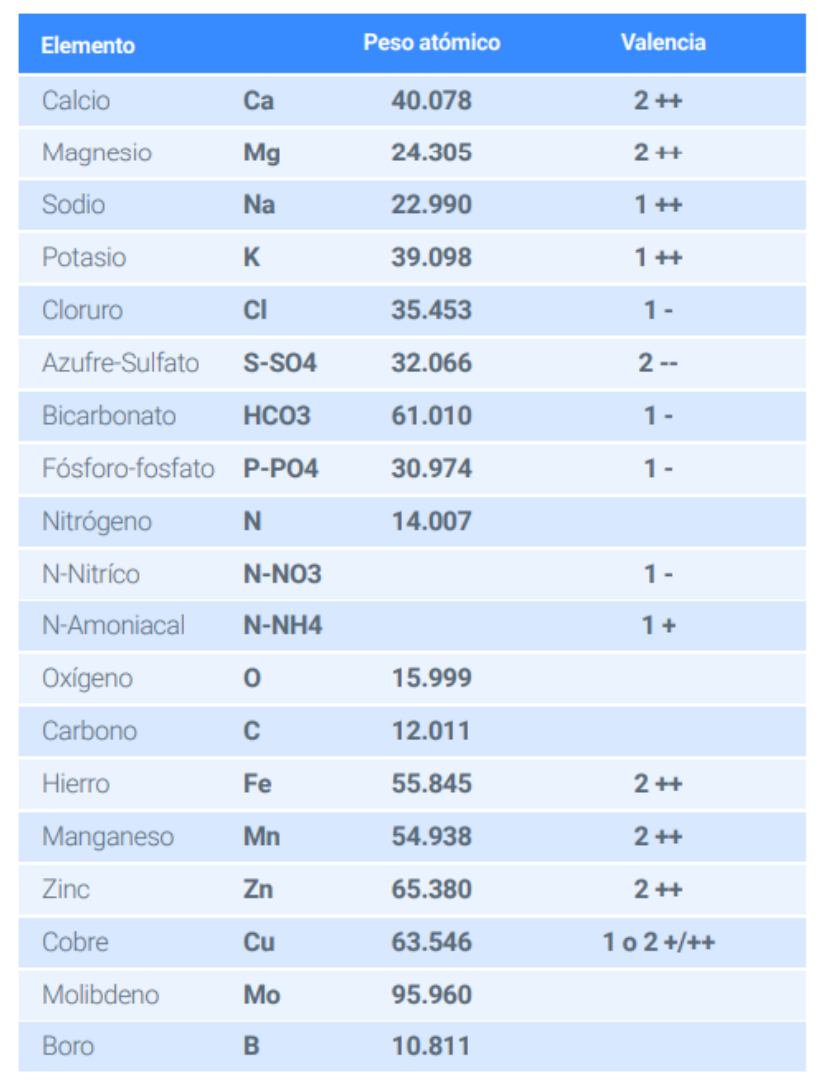 Elemento Peso atómico Valencia
Calcio Ca 40.078 2 ++
Magnesio Mg 24.305 2 ++
Sodio Na 22.990 1 ++
Potasio K 39.098 1 ++
Cloruro Cl 35.453 1 -
Azufre-Sulfato S-SO4 32.066 2 --
Bicarbonato HCO3 61.010 1 -
Fósforo-fosfato P-PO4 30.974 1 -
Nitrógeno N 14.007
N-Nitríco N-NO3 1 -
N-Amoniacal N-NH4 1 +
Oxígeno O 15.999
Carbono C 12.011
Hierro Fe 55.845 2 ++
Manganeso Mn 54.938 2 ++
Zinc Zn 65.380 2 ++
Cobre Cu 63.546 1 o 2 +/++
Molibdeno Mo 95.960
Boro B 10.811